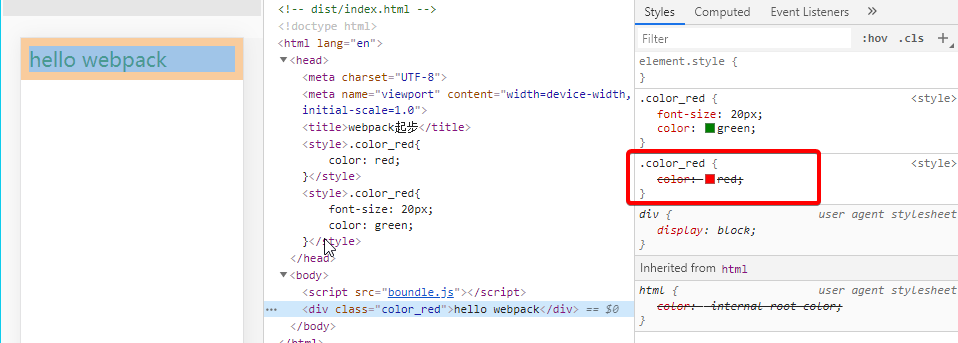 hello webpack
<!-- dist/index.html -->
<!doctype html>
<html lang="en">
<head>
<meta charset="UTF-8">
<meta name="viewport" content="width=device-width,
initial-scale=1.0">
<title>webpack起步</title>
<style>.color_red{
color: red;
}</style>
<style>.color_red{
font-size: 20px;
color: green;
}</style>
</head>
<body>
<script src="boundle.js"></script>
<div class="color_red">hello webpack</div> == $0
</body>
</html>
Styles Computed Event Listeners »
Filter :hov .cls +
element.style {
}
.color_red { <style>
font-size: 20px;
color: green;
}
.color_red { <style>
color: red;
}
div { user agent stylesheet
display: block;
}
Inherited from html
html { user agent stylesheet
color: -internal-root-color;
}